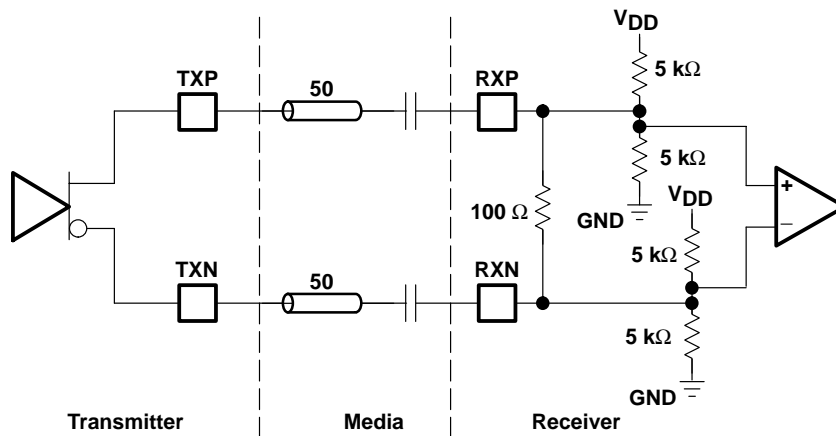 VDD
5 kΩ
TXP
50
RXP
5 kΩ
VDD
+
100 Ω
GND
−
TXN
50
RXN
5 kΩ
5 kΩ
GND
Transmitter
Media
Receiver